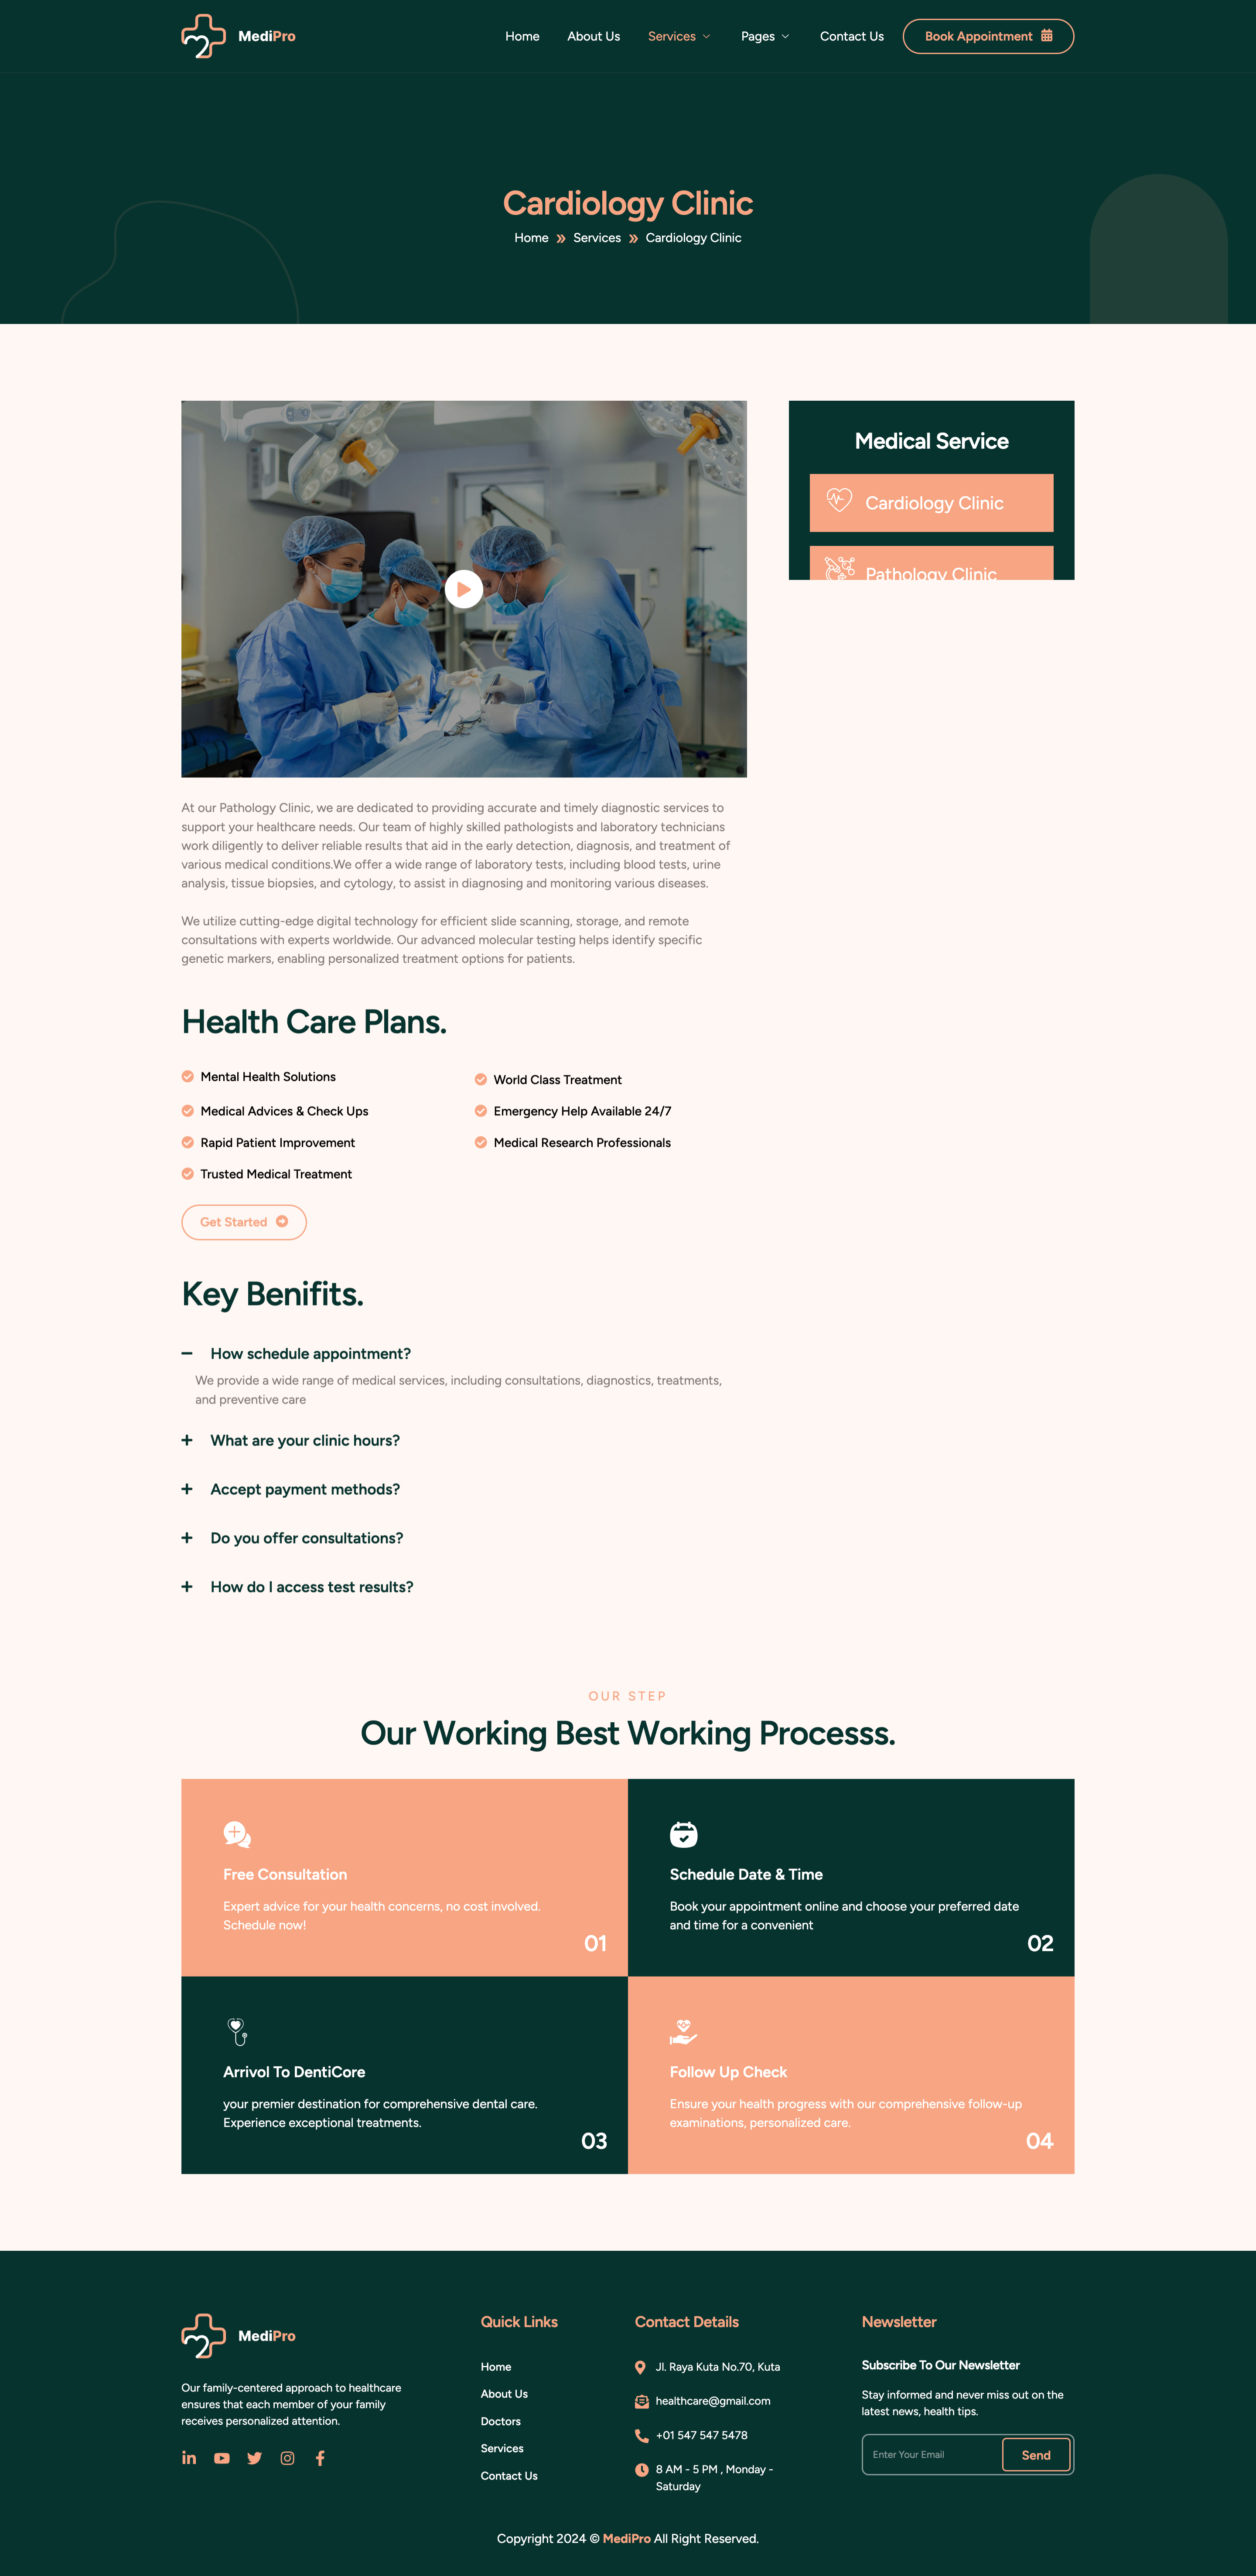 MediPro
Home About Us Services Pages Contact Us Book Appointment
Cardiology Clinic
Home Services Cardiology Clinic
Medical Service
Cardiology Clinic
Pathology Clinic
At our Pathology Clinic, we are dedicated to providing accurate and timely diagnostic services to
support your healthcare needs. Our team of highly skilled pathologists and laboratory technicians
work diligently to deliver reliable results that aid in the early detection, diagnosis, and treatment of
various medical conditions.We offer a wide range of laboratory tests, including blood tests, urine
analysis, tissue biopsies, and cytology, to assist in diagnosing and monitoring various diseases.
We utilize cutting-edge digital technology for efficient slide scanning, storage, and remote
consultations with experts worldwide. Our advanced molecular testing helps identify specific
genetic markers, enabling personalized treatment options for patients.
Health Care Plans.
Mental Health Solutions
Medical Advices & Check Ups
Rapid Patient Improvement
Trusted Medical Treatment
World Class Treatment
Emergency Help Available 24/7
Medical Research Professionals
Get Started
Key Benifits.
How schedule appointment?
We provide a wide range of medical services, including consultations, diagnostics, treatments,
and preventive care
What are your clinic hours?
Accept payment methods?
Do you offer consultations?
How do I access test results?
OUR STEP
Our Working Best Working Processs.
Free Consultation
Expert advice for your health concerns, no cost involved.
Schedule now!
01
Schedule Date & Time
Book your appointment online and choose your preferred date
and time for a convenient
02
Arrivol To DentiCore
your premier destination for comprehensive dental care.
Experience exceptional treatments.
03
Follow Up Check
Ensure your health progress with our comprehensive follow-up
examinations, personalized care.
04
MediPro
Our family-centered approach to healthcare
ensures that each member of your family
receives personalized attention.
Quick Links
Home
About Us
Doctors
Services
Contact Us
Contact Details
Jl. Raya Kuta No.70, Kuta
healthcare@gmail.com
+01 547 547 5478
8 AM - 5 PM , Monday -
Saturday
Newsletter
Subscribe To Our Newsletter
Stay informed and never miss out on the
latest news, health tips.
Enter Your Email
Send
Copyright 2024 © MediPro All Right Reserved.